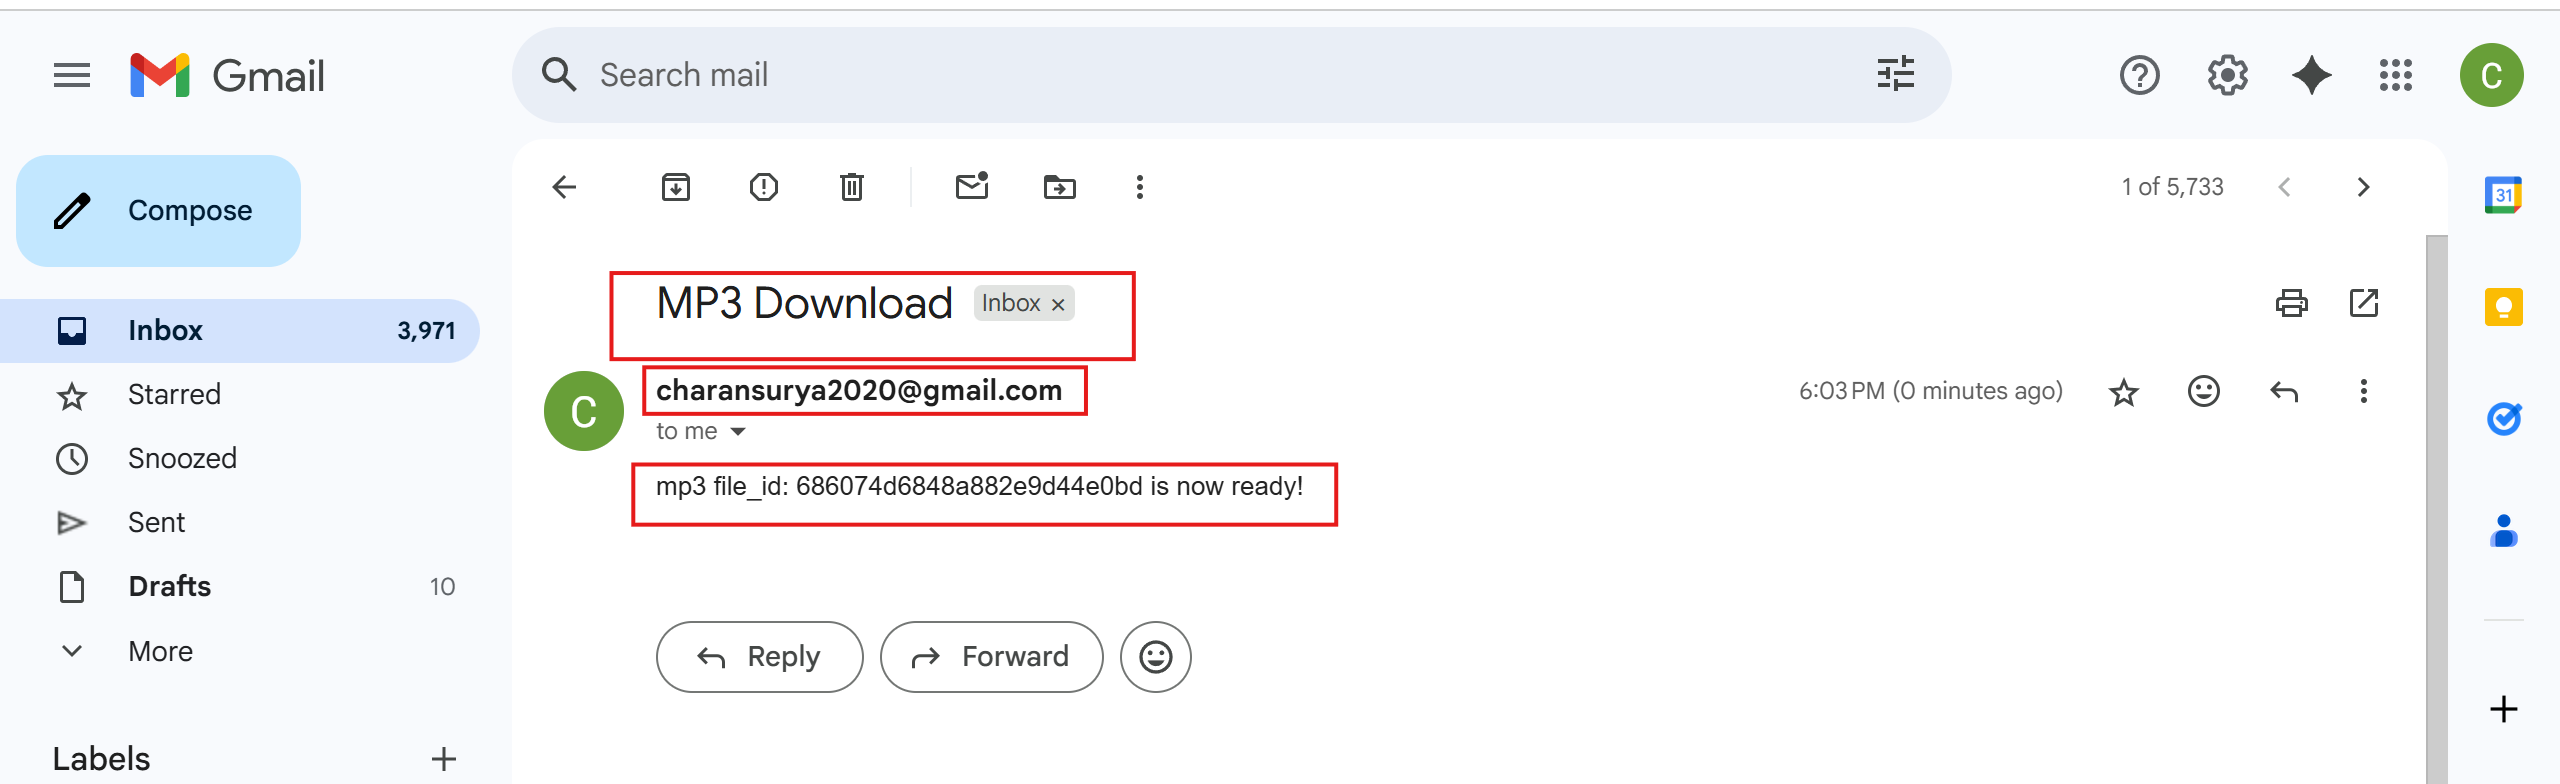 Gmail
Search mail
C
Compose
1 of 5,733
31
Inbox 3,971
Starred
Snoozed
Sent
Drafts 10
More
Labels
MP3 Download Inbox ×
C
charansurya2020@gmail.com
6:03 PM (0 minutes ago)
to me
mp3 file_id: 686074d6848a882e9d44e0bd is now ready!
Reply
Forward